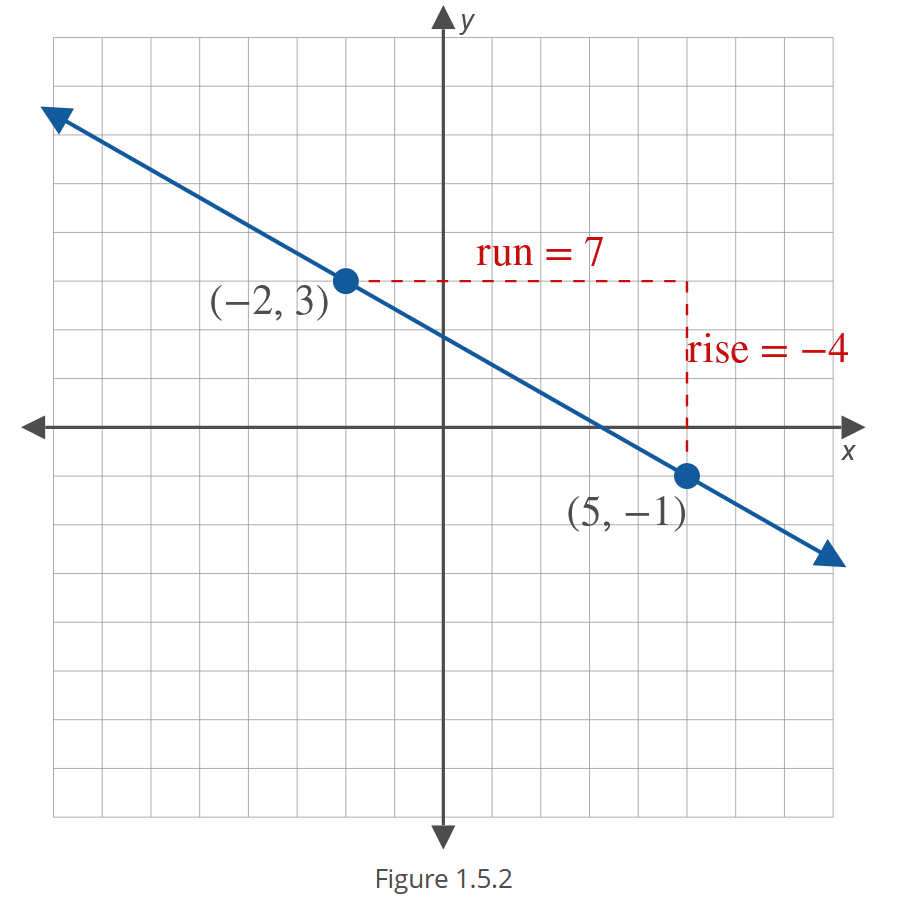 y
run = 7
(−2, 3)
rise = −4
x
(5, −1)
Figure 1.5.2